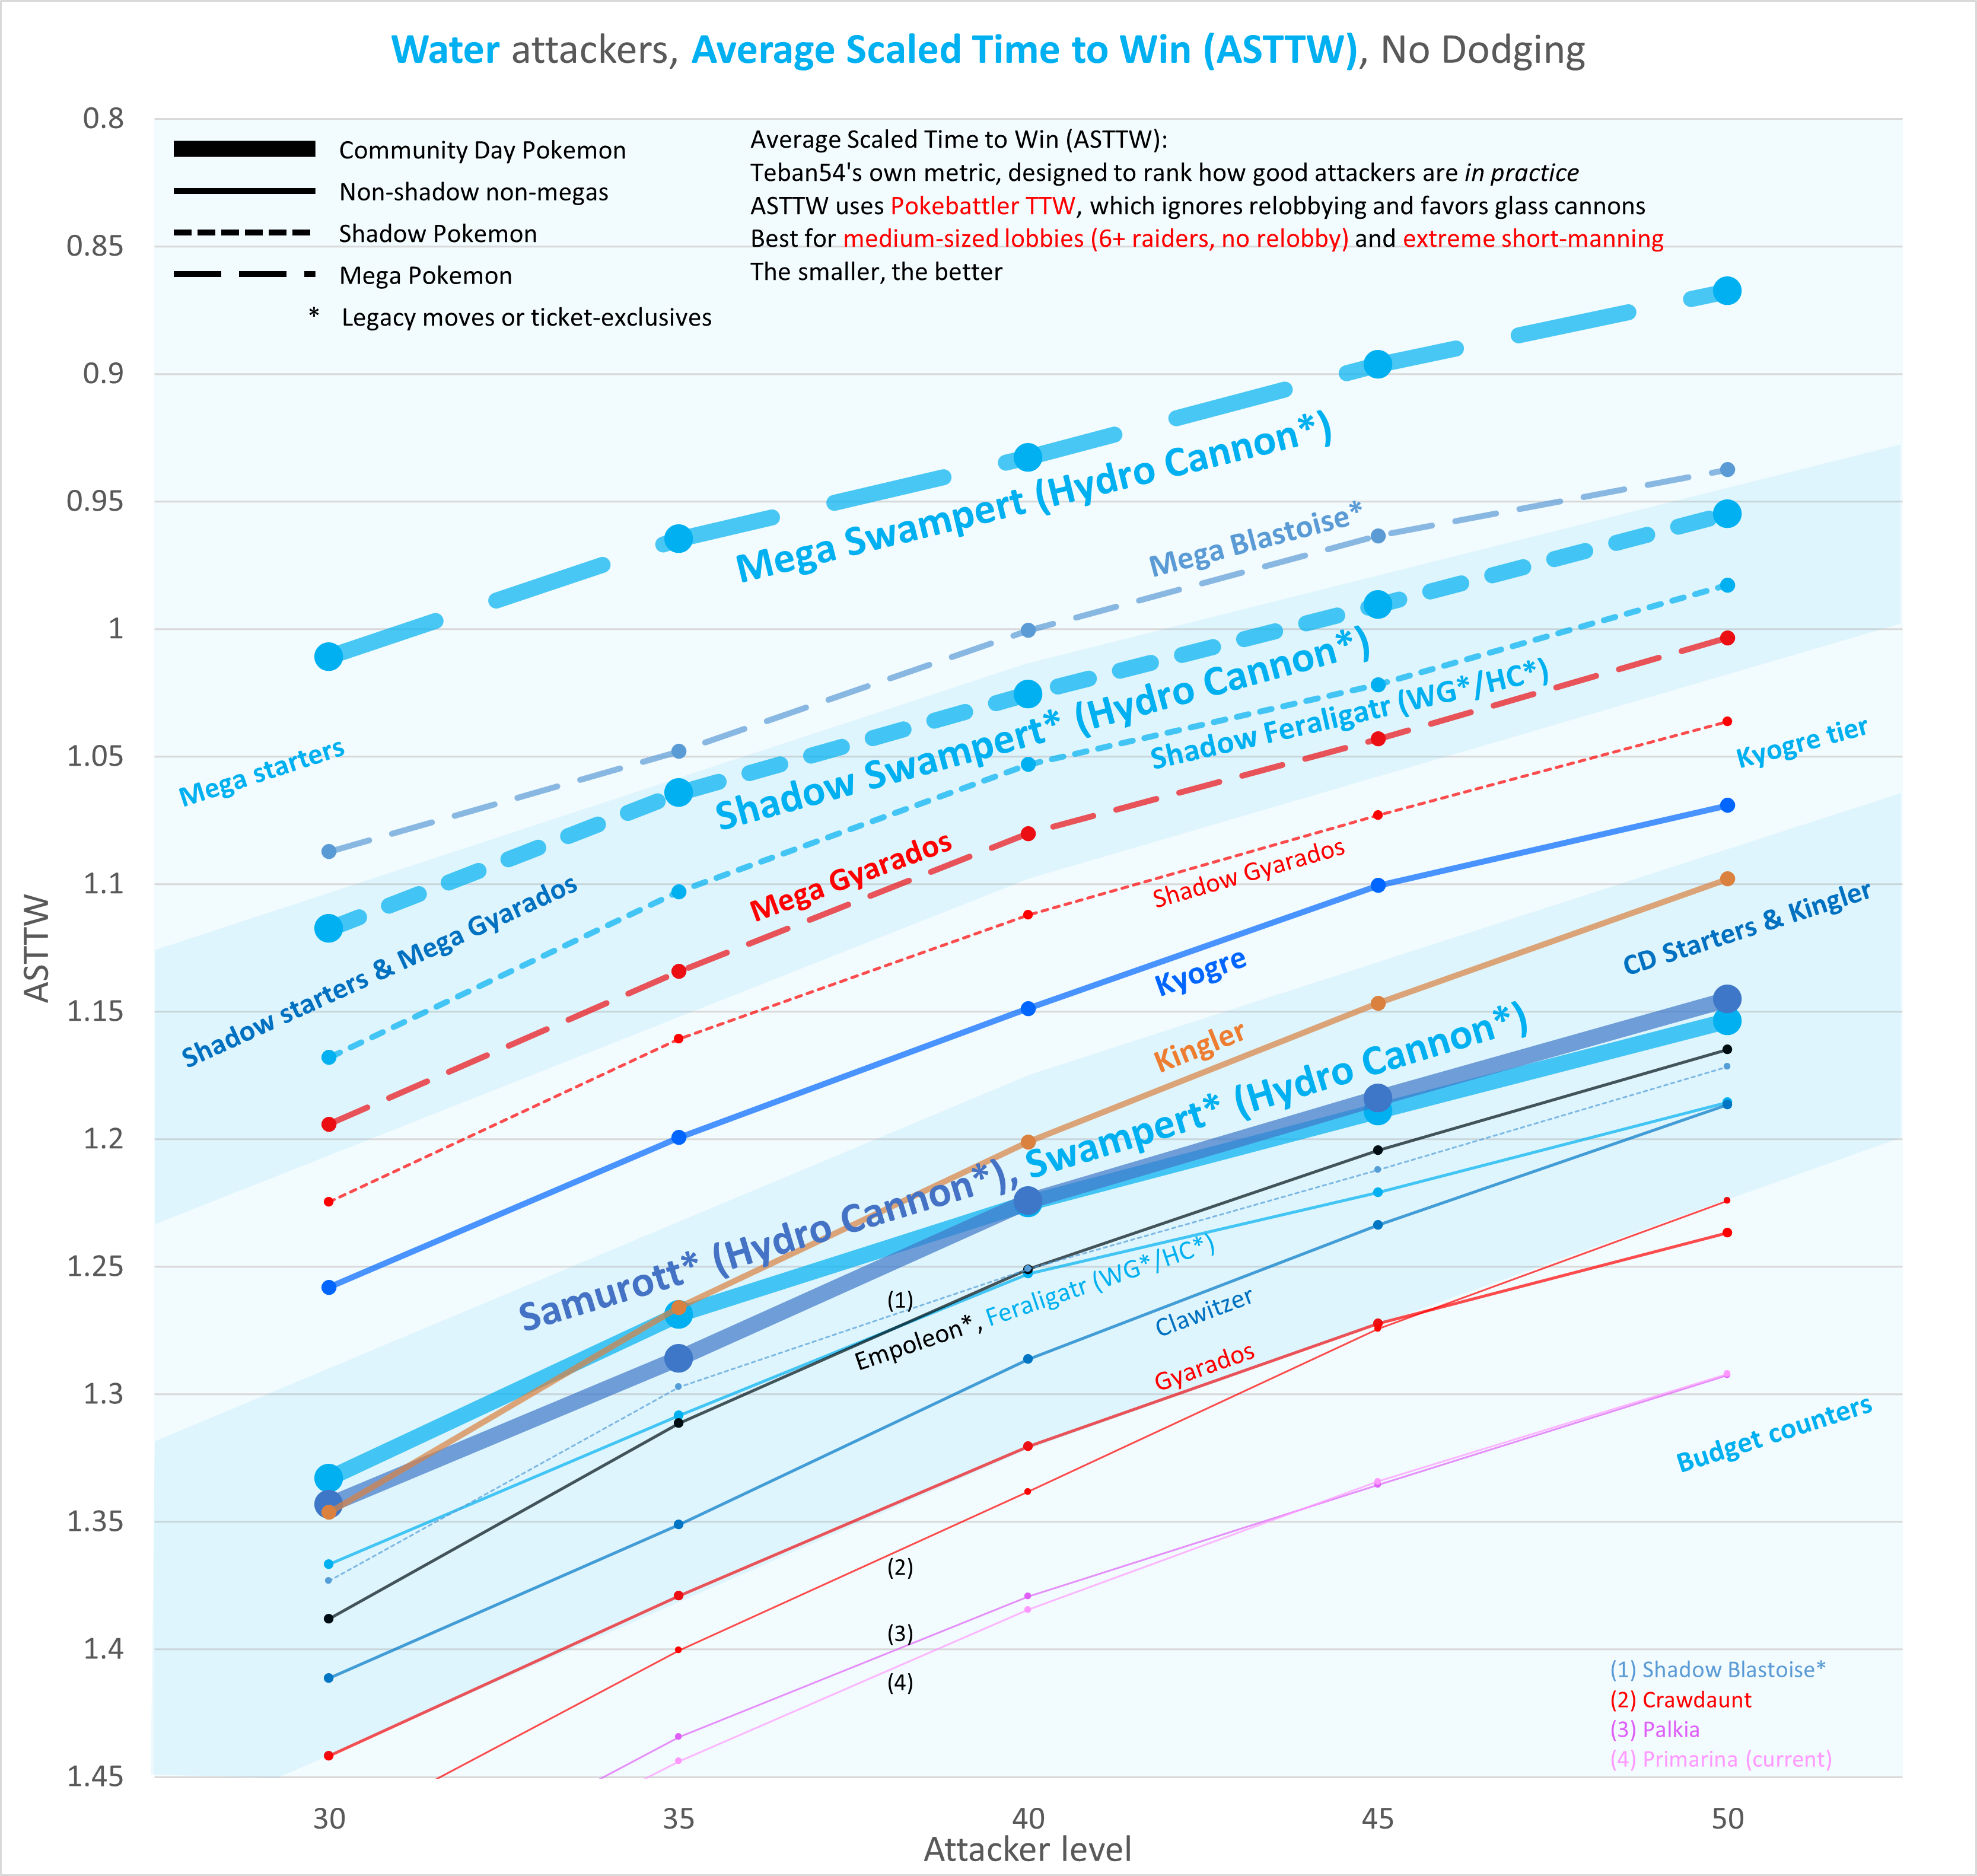 Water attackers, Average Scaled Time to Win (ASTTW), No Dodging
Community Day Pokemon
Non-shadow non-megas
Shadow Pokemon
Mega Pokemon
* Legacy moves or ticket-exclusives
Average Scaled Time to Win (ASTTW):
Teban54's own metric, designed to rank how good attackers are in practice
ASTTW uses Pokebattler TTW, which ignores relobbying and favors glass cannons
Best for medium-sized lobbies (6+ raiders, no relobby) and extreme short-manning
The smaller, the better
ASTTW
0.8
0.85
0.9
0.95
1
1.05
1.1
1.15
1.2
1.25
1.3
1.35
1.4
1.45
Mega Swampert (Hydro Cannon*)
Mega Blastoise*
Mega starters
Shadow Swampert* (Hydro Cannon*)
Shadow Feraligatr (WG*/HC*)
Kyogre tier
Mega Gyarados
Shadow Gyarados
Shadow starters & Mega Gyarados
Kyogre
CD Starters & Kingler
Kingler
Samurott* (Hydro Cannon*), Swampert* (Hydro Cannon*)
(1)
Empoleon*, Feraligatr (WG*/HC*)
Clawitzer
Gyarados
Budget counters
(2)
(3)
(4)
(1) Shadow Blastoise*
(2) Crawdaunt
(3) Palkia
(4) Primarina (current)
30
35
40
45
50
Attacker level